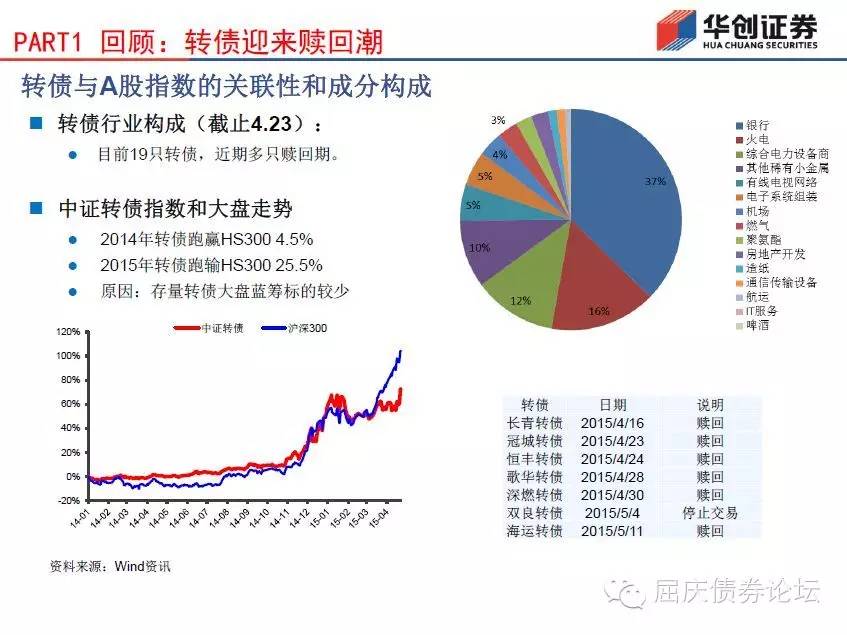 PART1 回顾：转债迎来赎回潮
华创证券
HUA CHUANG SECURITIES
转债与A股指数的关联性和成分构成
转债行业构成（截止4.23）：
目前19只转债，近期多只赎回期。
中证转债指数和大盘走势
2014年转债跑赢HS300 4.5%
2015年转债跑输HS300 25.5%
原因：存量转债大盘蓝筹标的较少
3%
4%
5%
5%
10%
12%
16%
37%
银行
火电
综合电力设备商
其他稀有小金属
有线电视网络
电子系统组装
机场
燃气
聚氨酯
房地产开发
造纸
通信传输设备
航运
IT服务
啤酒
中证转债 沪深300
120%
100%
80%
60%
40%
20%
0%
-20%
14-01 14-02 14-03 14-04 14-05 14-06 14-07 14-08 14-09 14-10 14-11 14-12 15-01 15-02 15-03 15-04
转债 日期 说明
长青转债 2015/4/16 赎回
冠城转债 2015/4/23 赎回
恒丰转债 2015/4/24 赎回
歌华转债 2015/4/28 赎回
深燃转债 2015/4/30 赎回
双良转债 2015/5/4 停止交易
海运转债 2015/5/11 赎回
资料来源：Wind资讯
屈庆债券论坛